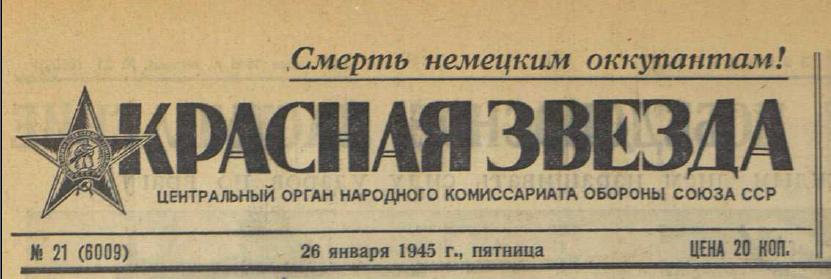 Смерть немецким оккупантам!
КРАСНАЯ ЗВЕЗДА
ЦЕНТРАЛЬНЫЙ ОРГАН НАРОДНОГО КОМИССАРИАТА ОБОРОНЫ СОЮЗА ССР
№ 21 (6009) 26 января 1945 г., пятница ЦЕНА 20 КОП.